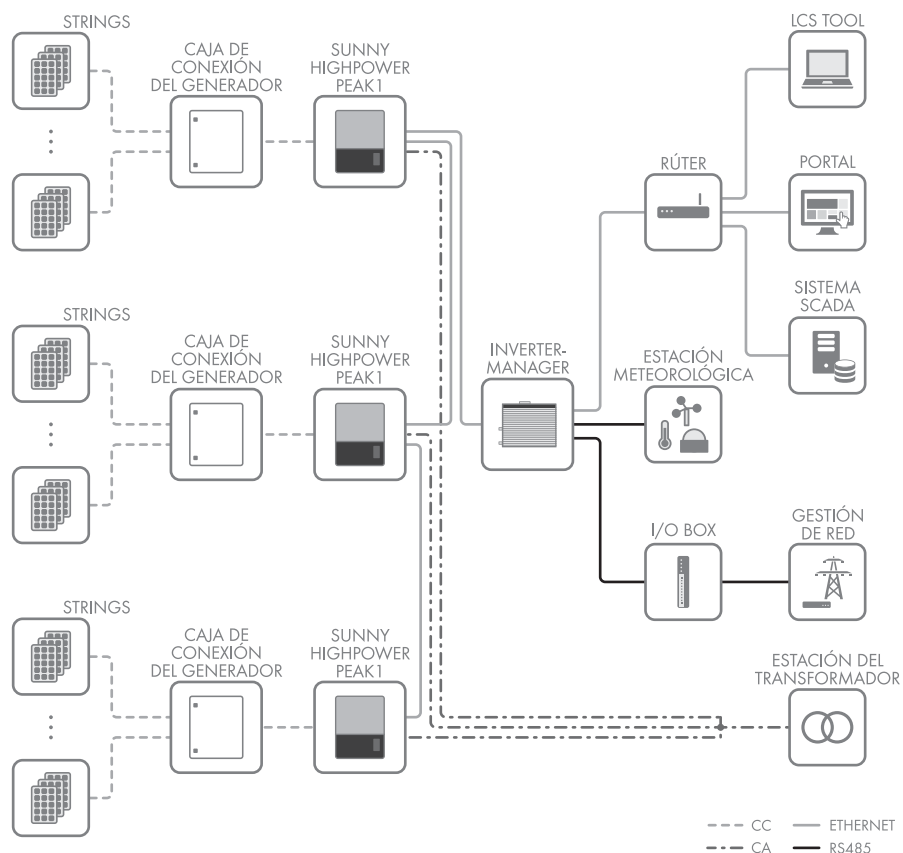 STRINGS
CAJA DE
CONEXIÓN
DEL GENERADOR
SUNNY
HIGHPOWER
PEAK1
LCS TOOL
RÚTER
PORTAL
SISTEMA
SCADA
STRINGS
CAJA DE
CONEXIÓN
DEL GENERADOR
SUNNY
HIGHPOWER
PEAK1
INVERTER-
MANAGER
ESTACIÓN
METEOROLÓGICA
I/O BOX
GESTIÓN
DE RED
STRINGS
CAJA DE
CONEXIÓN
DEL GENERADOR
SUNNY
HIGHPOWER
PEAK1
ESTACIÓN DEL
TRANSFORMADOR
CC
ETHERNET
CA
RS485